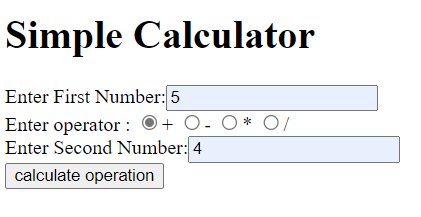 Simple Calculator
Enter First Number: 5
Enter operator : + - * /
Enter Second Number: 4
calculate operation